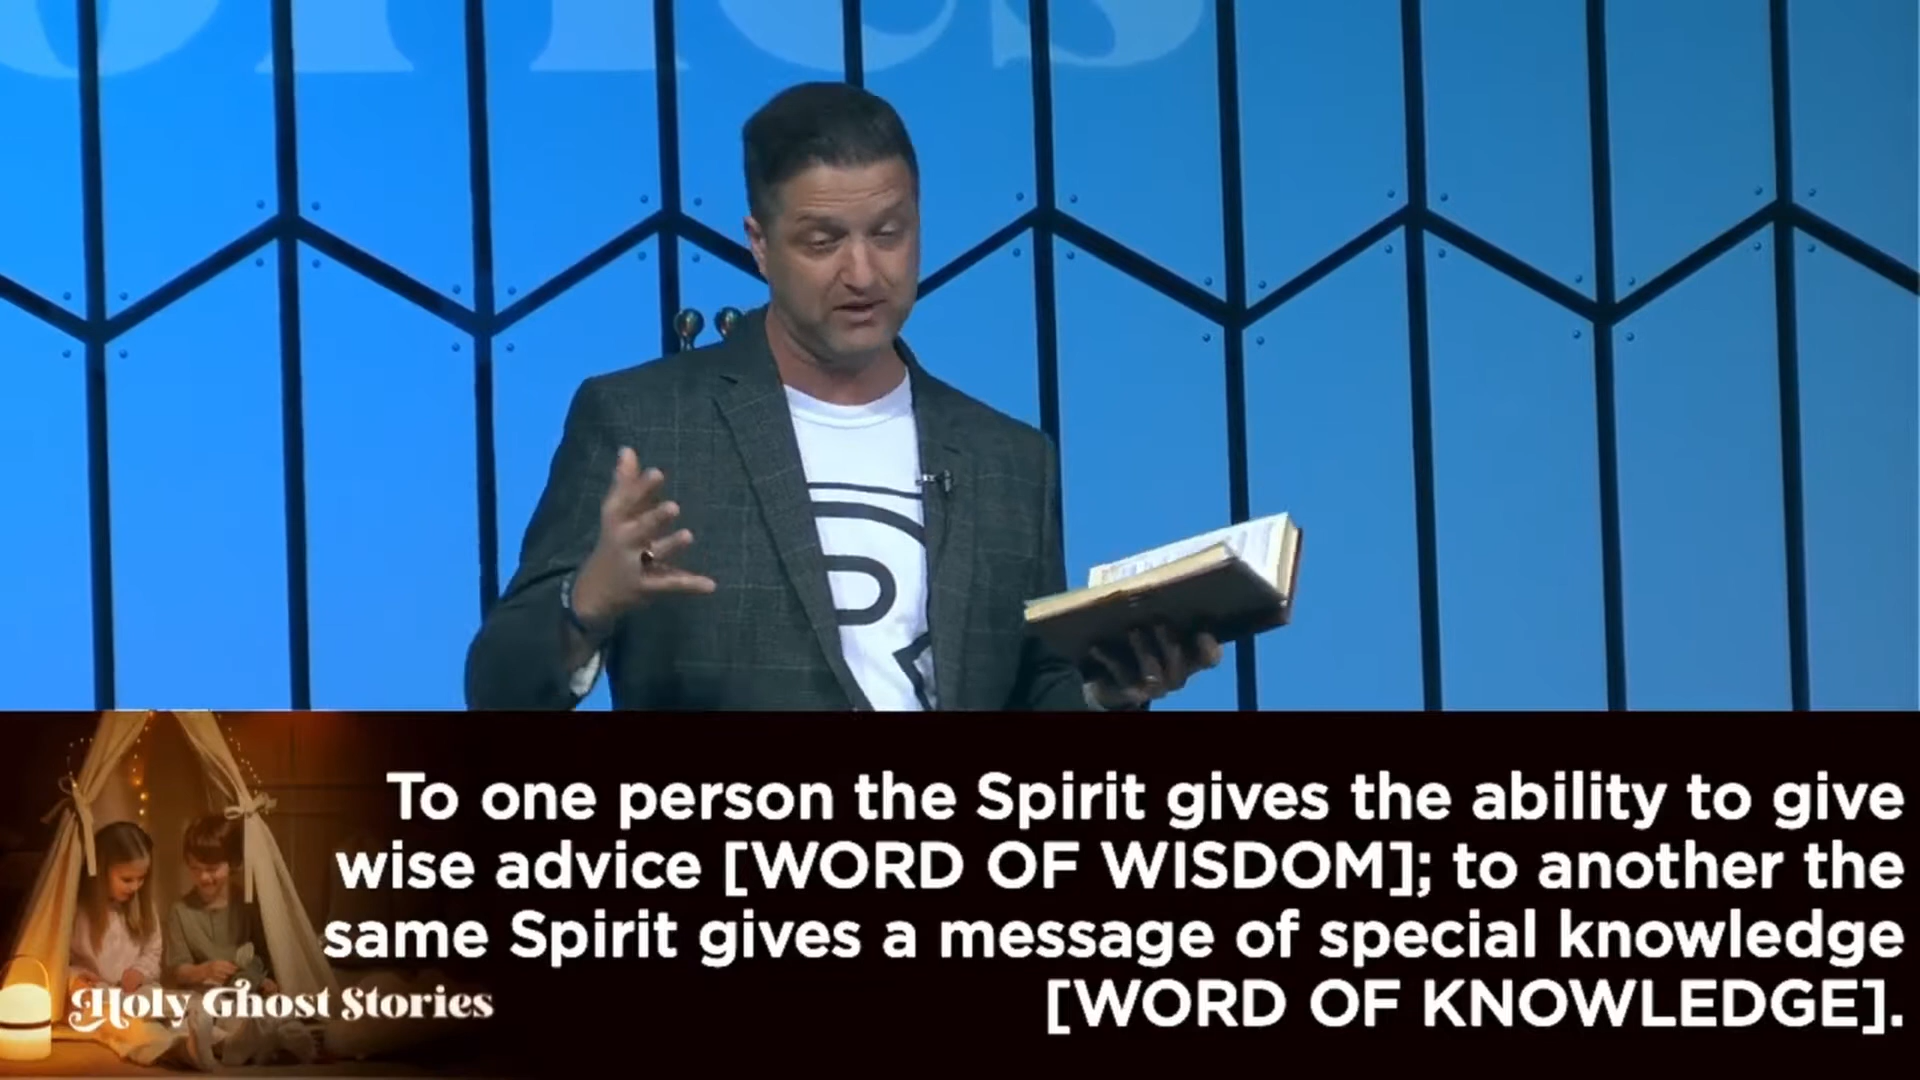 ories
R
To one person the Spirit gives the ability to give
wise advice [WORD OF WISDOM]; to another the
same Spirit gives a message of special knowledge
[WORD OF KNOWLEDGE].
Holy Ghost Stories